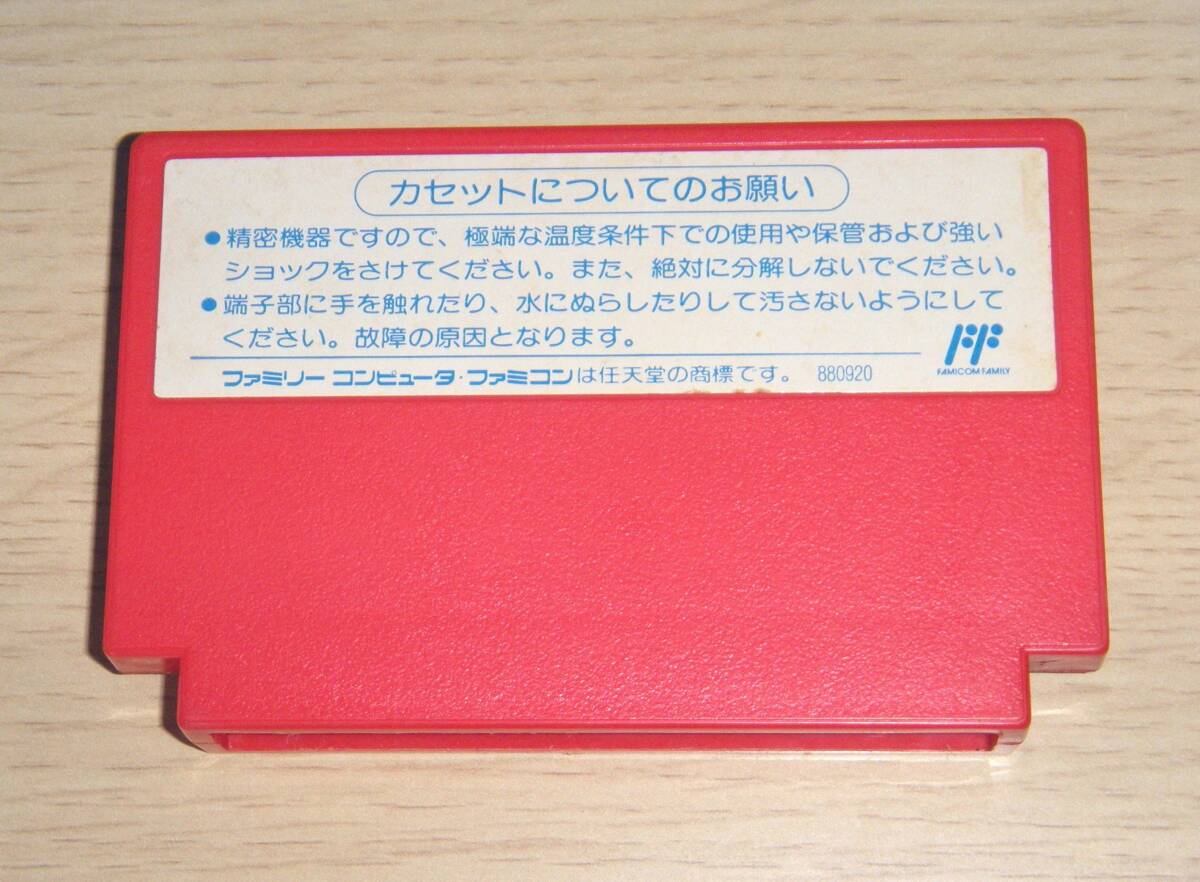 カセットについてのお願い
●精密機器ですので、極端な温度条件下での使用や保管および強い
ショックをさけてください。また、絶対に分解しないでください。
●端子部に手を触れたり、水にぬらしたりして汚さないようにして
ください。故障の原因となります。
FF
FAMICOM FAMILY
ファミリーコンピュータ・ファミコンは任天堂の商標です。 880920